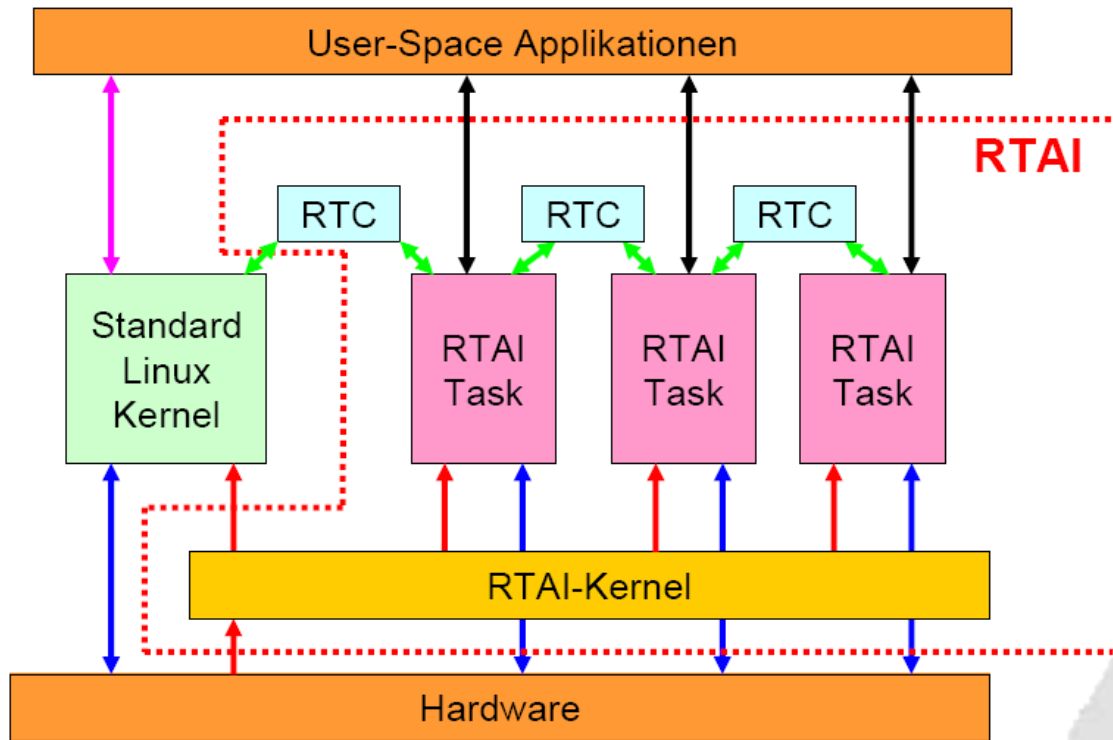 User-Space Applikationen
RTAI
RTC
RTC
RTC
Standard
Linux
Kernel
RTAI
Task
RTAI
Task
RTAI
Task
RTAI-Kernel
Hardware